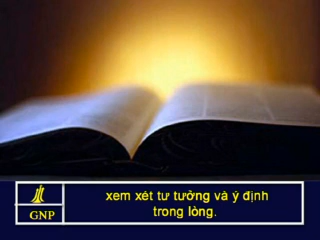 xem xét tư tưởng và ý định
trong lòng.
GNP